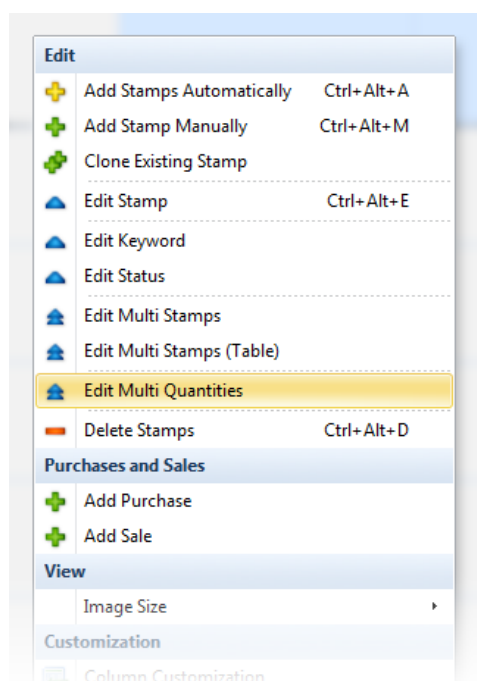 Edit
Add Stamps Automatically Ctrl+Alt+A
Add Stamp Manually Ctrl+Alt+M
Clone Existing Stamp
Edit Stamp Ctrl+Alt+E
Edit Keyword
Edit Status
Edit Multi Stamps
Edit Multi Stamps (Table)
Edit Multi Quantities
Delete Stamps Ctrl+Alt+D
Purchases and Sales
Add Purchase
Add Sale
View
Image Size
Customization
Column Customization